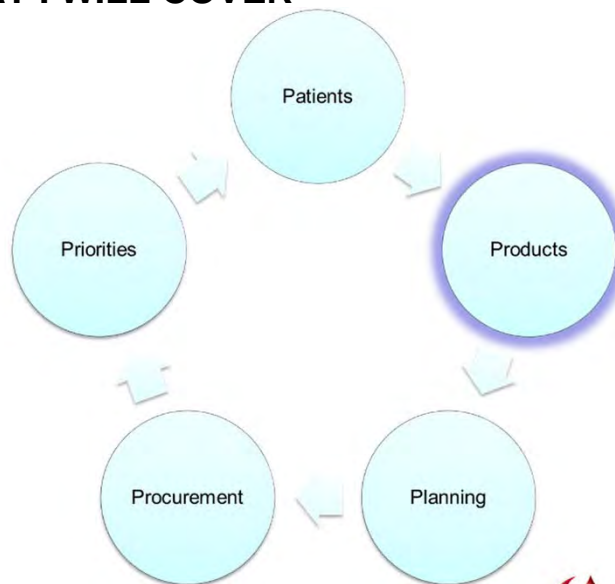 I WILL COVER
Patients
Products
Planning
Procurement
Priorities